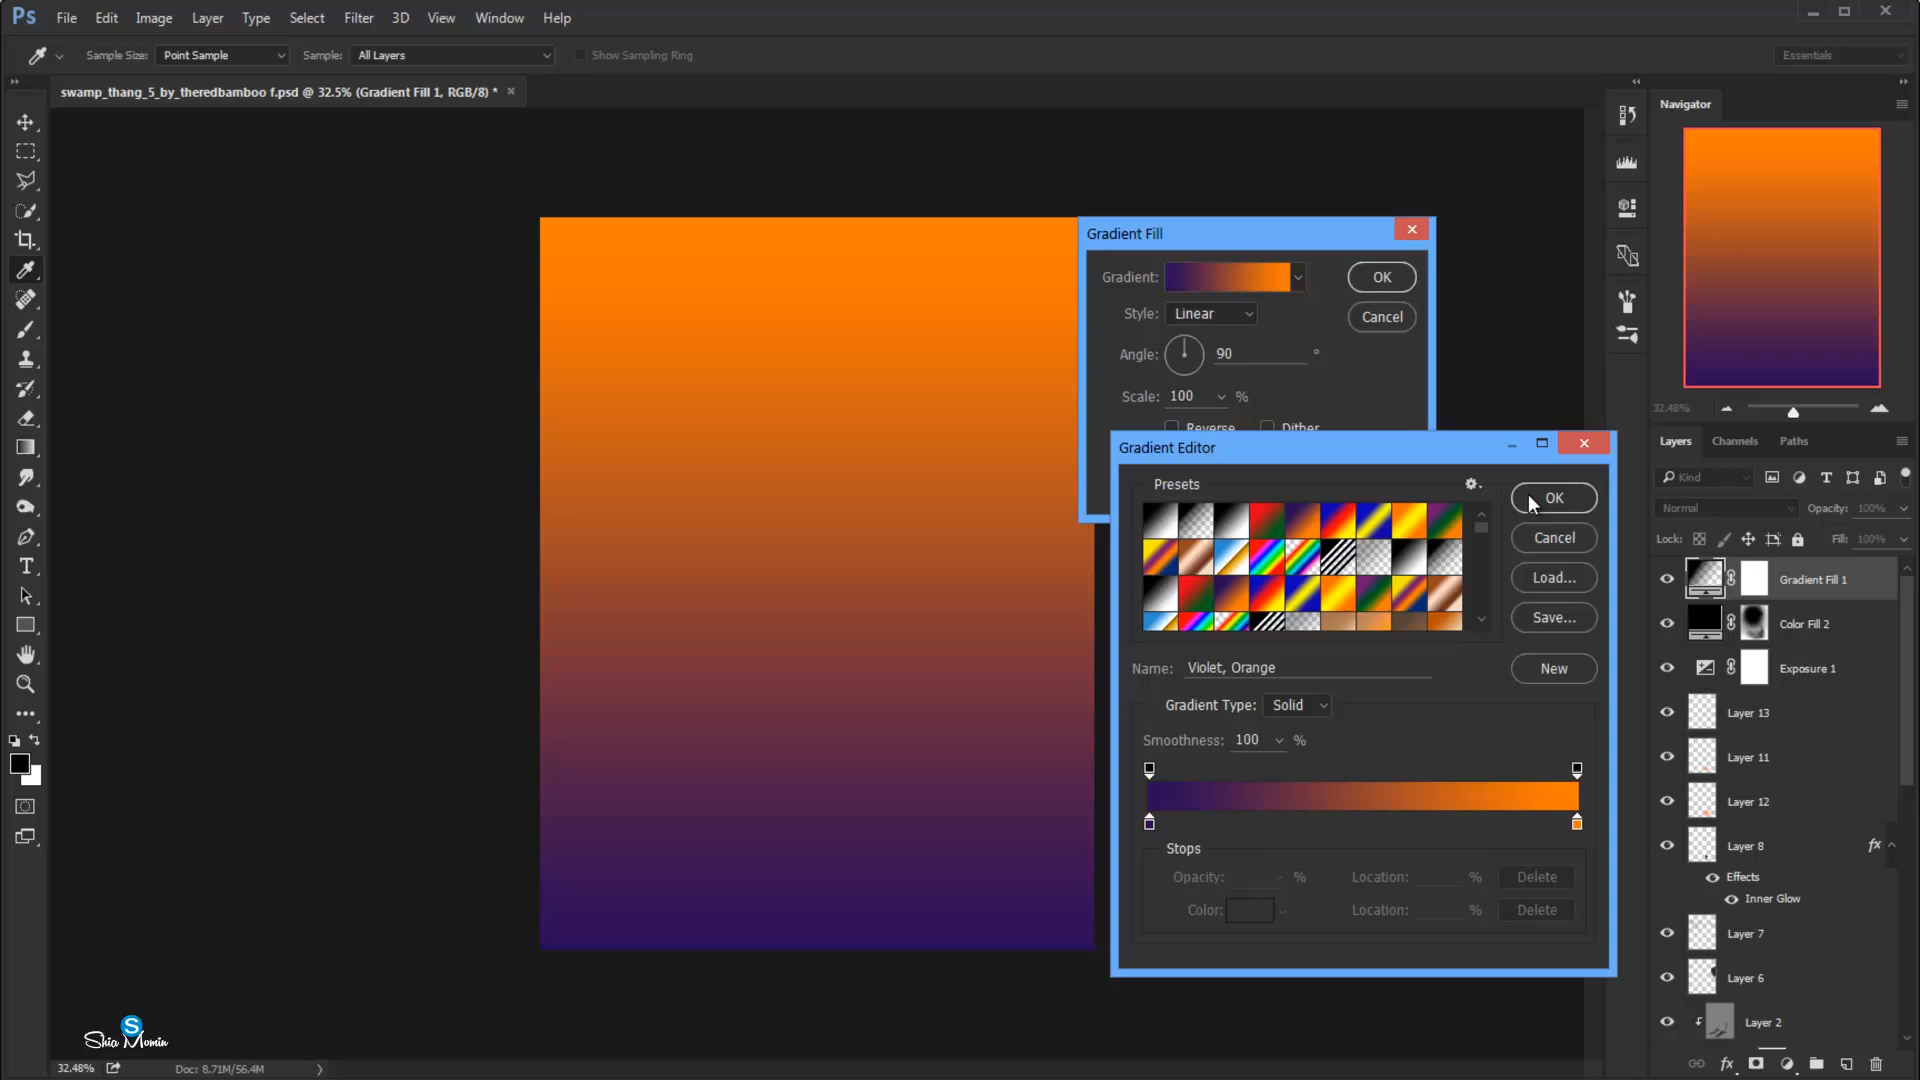 Ps File Edit Image Layer Type Select Filter 3D View Window Help
Sample Size: Point Sample Sample: All Layers Show Sampling Ring Essentials
swamp_thang_5_by_theredbamboo f.psd @ 32.5% (Gradient Fill 1, RGB/8) *
Navigator
32.48%
Gradient Fill
Gradient: OK
Style: Linear Cancel
Angle: 90 °
Scale: 100 %
Reverse Dither
Gradient Editor
Presets
OK
Cancel
Load...
Save...
Name: Violet, Orange New
Gradient Type: Solid
Smoothness: 100 %
Stops
Opacity: % Location: % Delete
Color: Location: % Delete
Layers Channels Paths
Kind
Normal Opacity: 100%
Lock: Fill: 100%
Gradient Fill 1
Color Fill 2
Exposure 1
Layer 13
Layer 11
Layer 12
Layer 8 fx
Effects
Inner Glow
Layer 7
Layer 6
Layer 2
fx
S
Shia Momin
32.48% Doc: 8.71M/56.4M